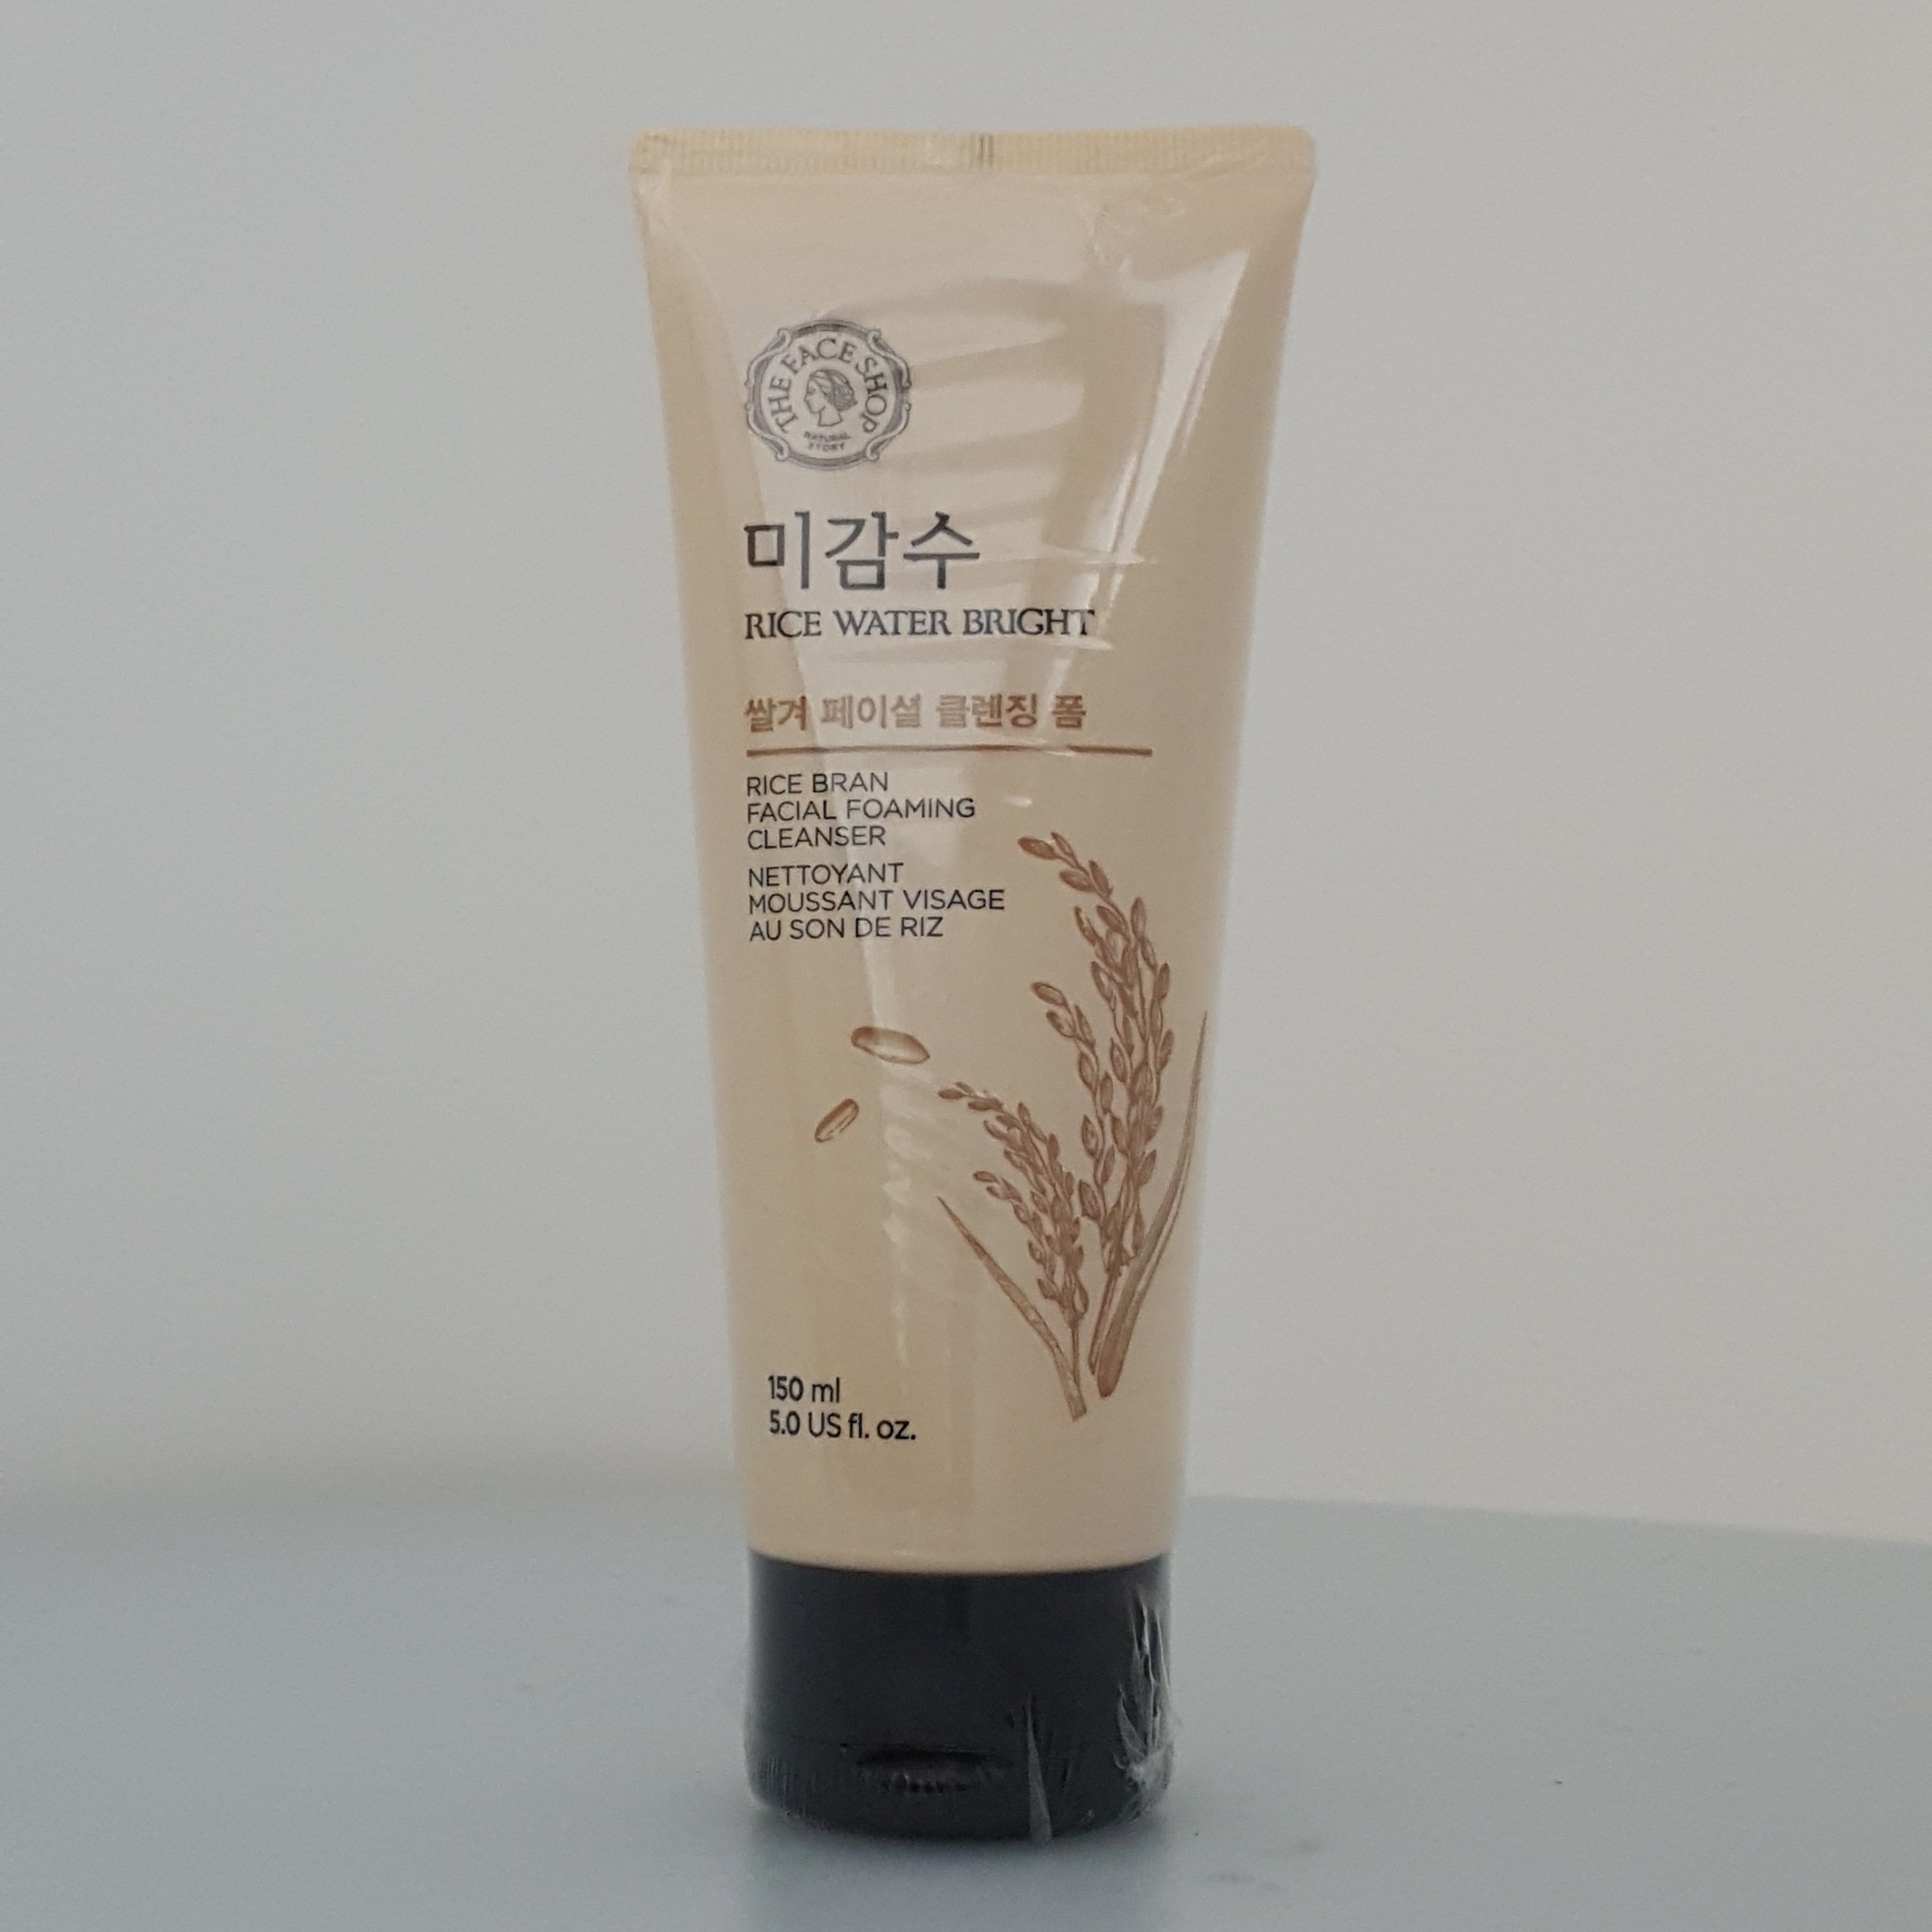 THE FACE SHOP
NATURAL
STORY
미감수
RICE WATER BRIGHT
쌀겨 페이셜 클렌징 폼
RICE BRAN
FACIAL FOAMING
CLEANSER
NETTOYANT
MOUSSANT VISAGE
AU SON DE RIZ
150 ml
5.0 US fl. oz.